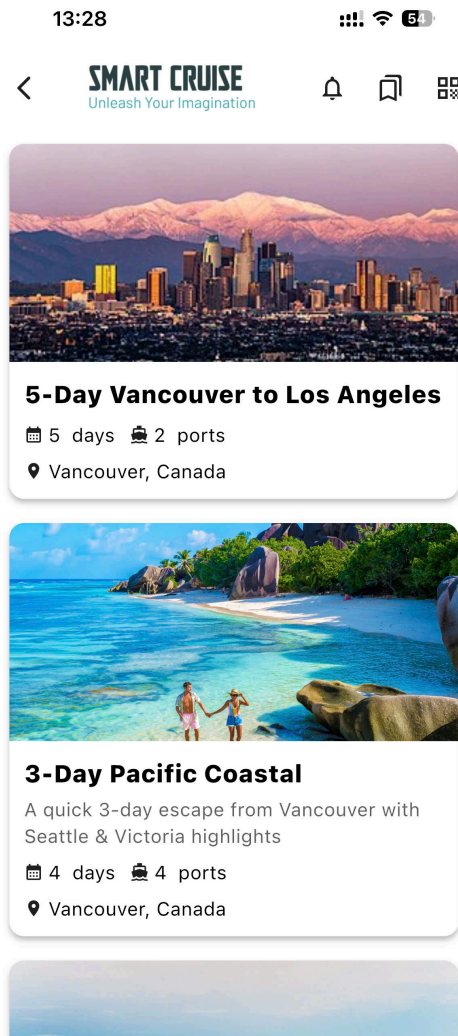 13:28
54
SMART CRUISE
Unleash Your Imagination
5-Day Vancouver to Los Angeles
5 days 2 ports
Vancouver, Canada
3-Day Pacific Coastal
A quick 3-day escape from Vancouver with
Seattle & Victoria highlights
4 days 4 ports
Vancouver, Canada